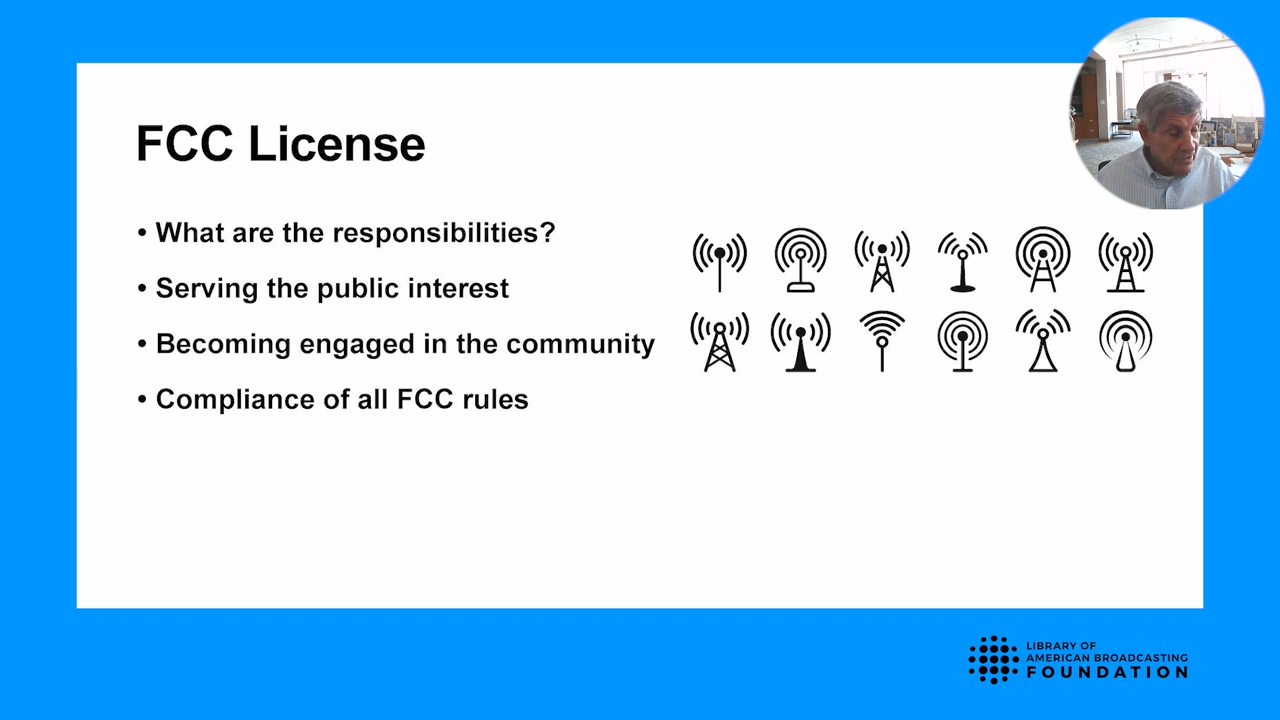 FCC License
• What are the responsibilities?
• Serving the public interest
• Becoming engaged in the community
• Compliance of all FCC rules
LIBRARY OF
AMERICAN BROADCASTING
FOUNDATION